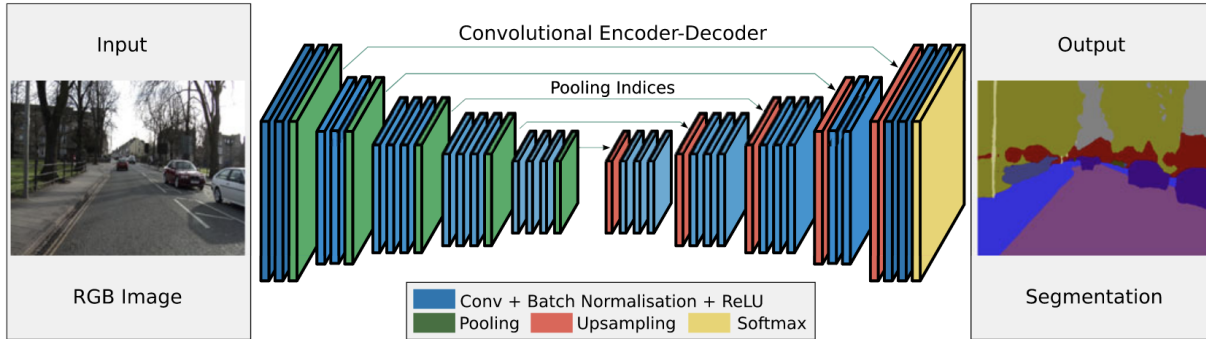 Input
RGB Image
Convolutional Encoder-Decoder
Pooling Indices
Conv + Batch Normalisation + ReLU
Pooling
Upsampling
Softmax
Output
Segmentation